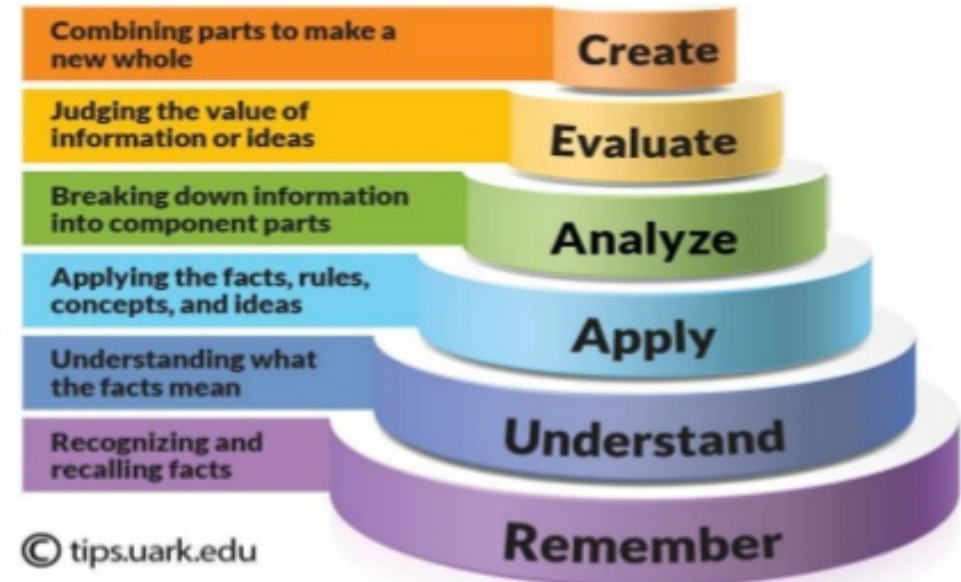 Combining parts to make a
new whole
Create
Judging the value of
information or ideas
Evaluate
Breaking down information
into component parts
Analyze
Applying the facts, rules,
concepts, and ideas
Apply
Understanding what
the facts mean
Understand
Recognizing and
recalling facts
Remember
© tips.uark.edu